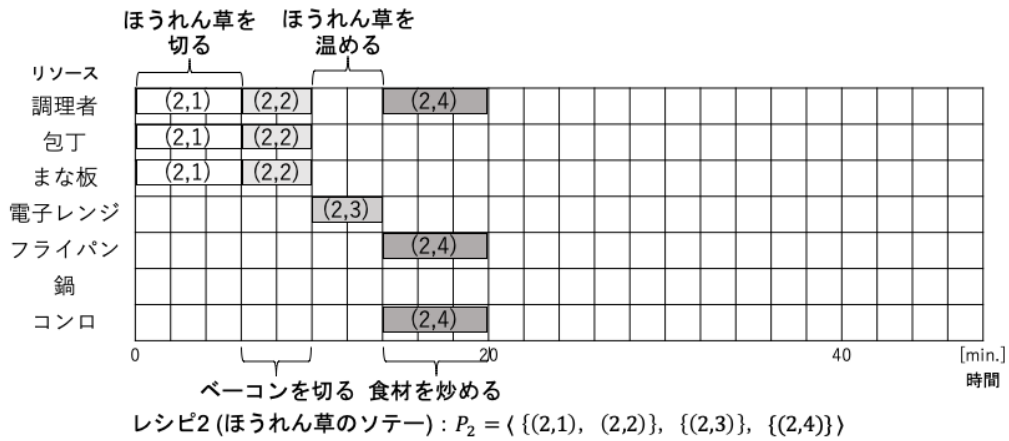 ほうれん草を
切る
ほうれん草を
温める
リソース
調理者
(2,1)
(2,2)
(2,4)
包丁
(2,1)
(2,2)
まな板
(2,1)
(2,2)
電子レンジ
(2,3)
フライパン
(2,4)
鍋
コンロ
(2,4)
0
20
40
[min.]
時間
ベーコンを切る
食材を炒める
レシピ2 (ほうれん草のソテー) : P₂ = ⟨ {(2,1), (2,2)}, {(2,3)}, {(2,4)} ⟩